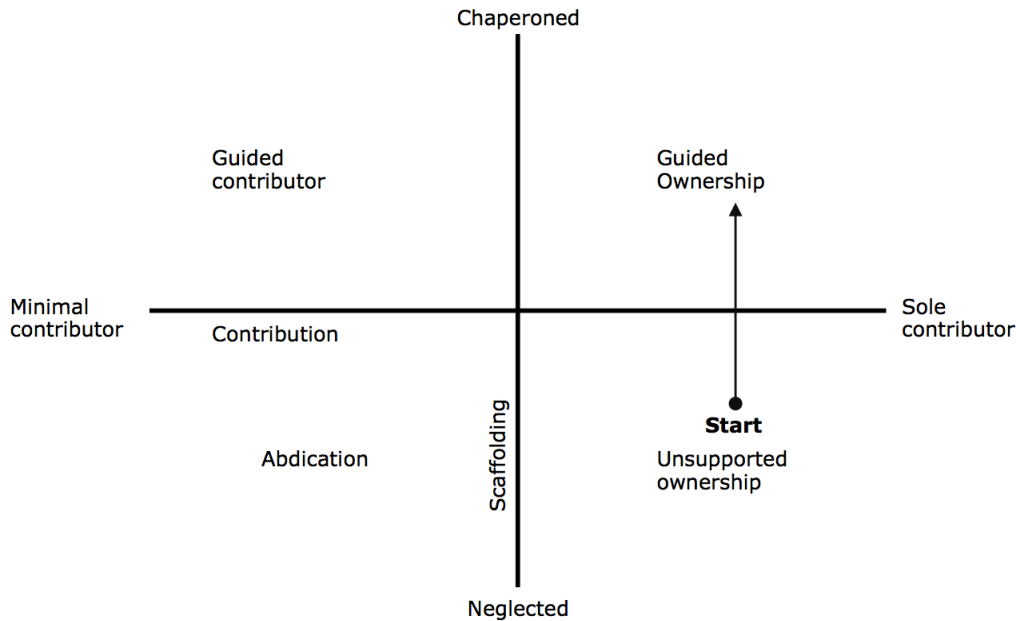 Chaperoned
Guided
contributor
Guided
Ownership
Minimal
contributor
Sole
contributor
Contribution
Scaffolding
Start
Abdication
Unsupported
ownership
Neglected